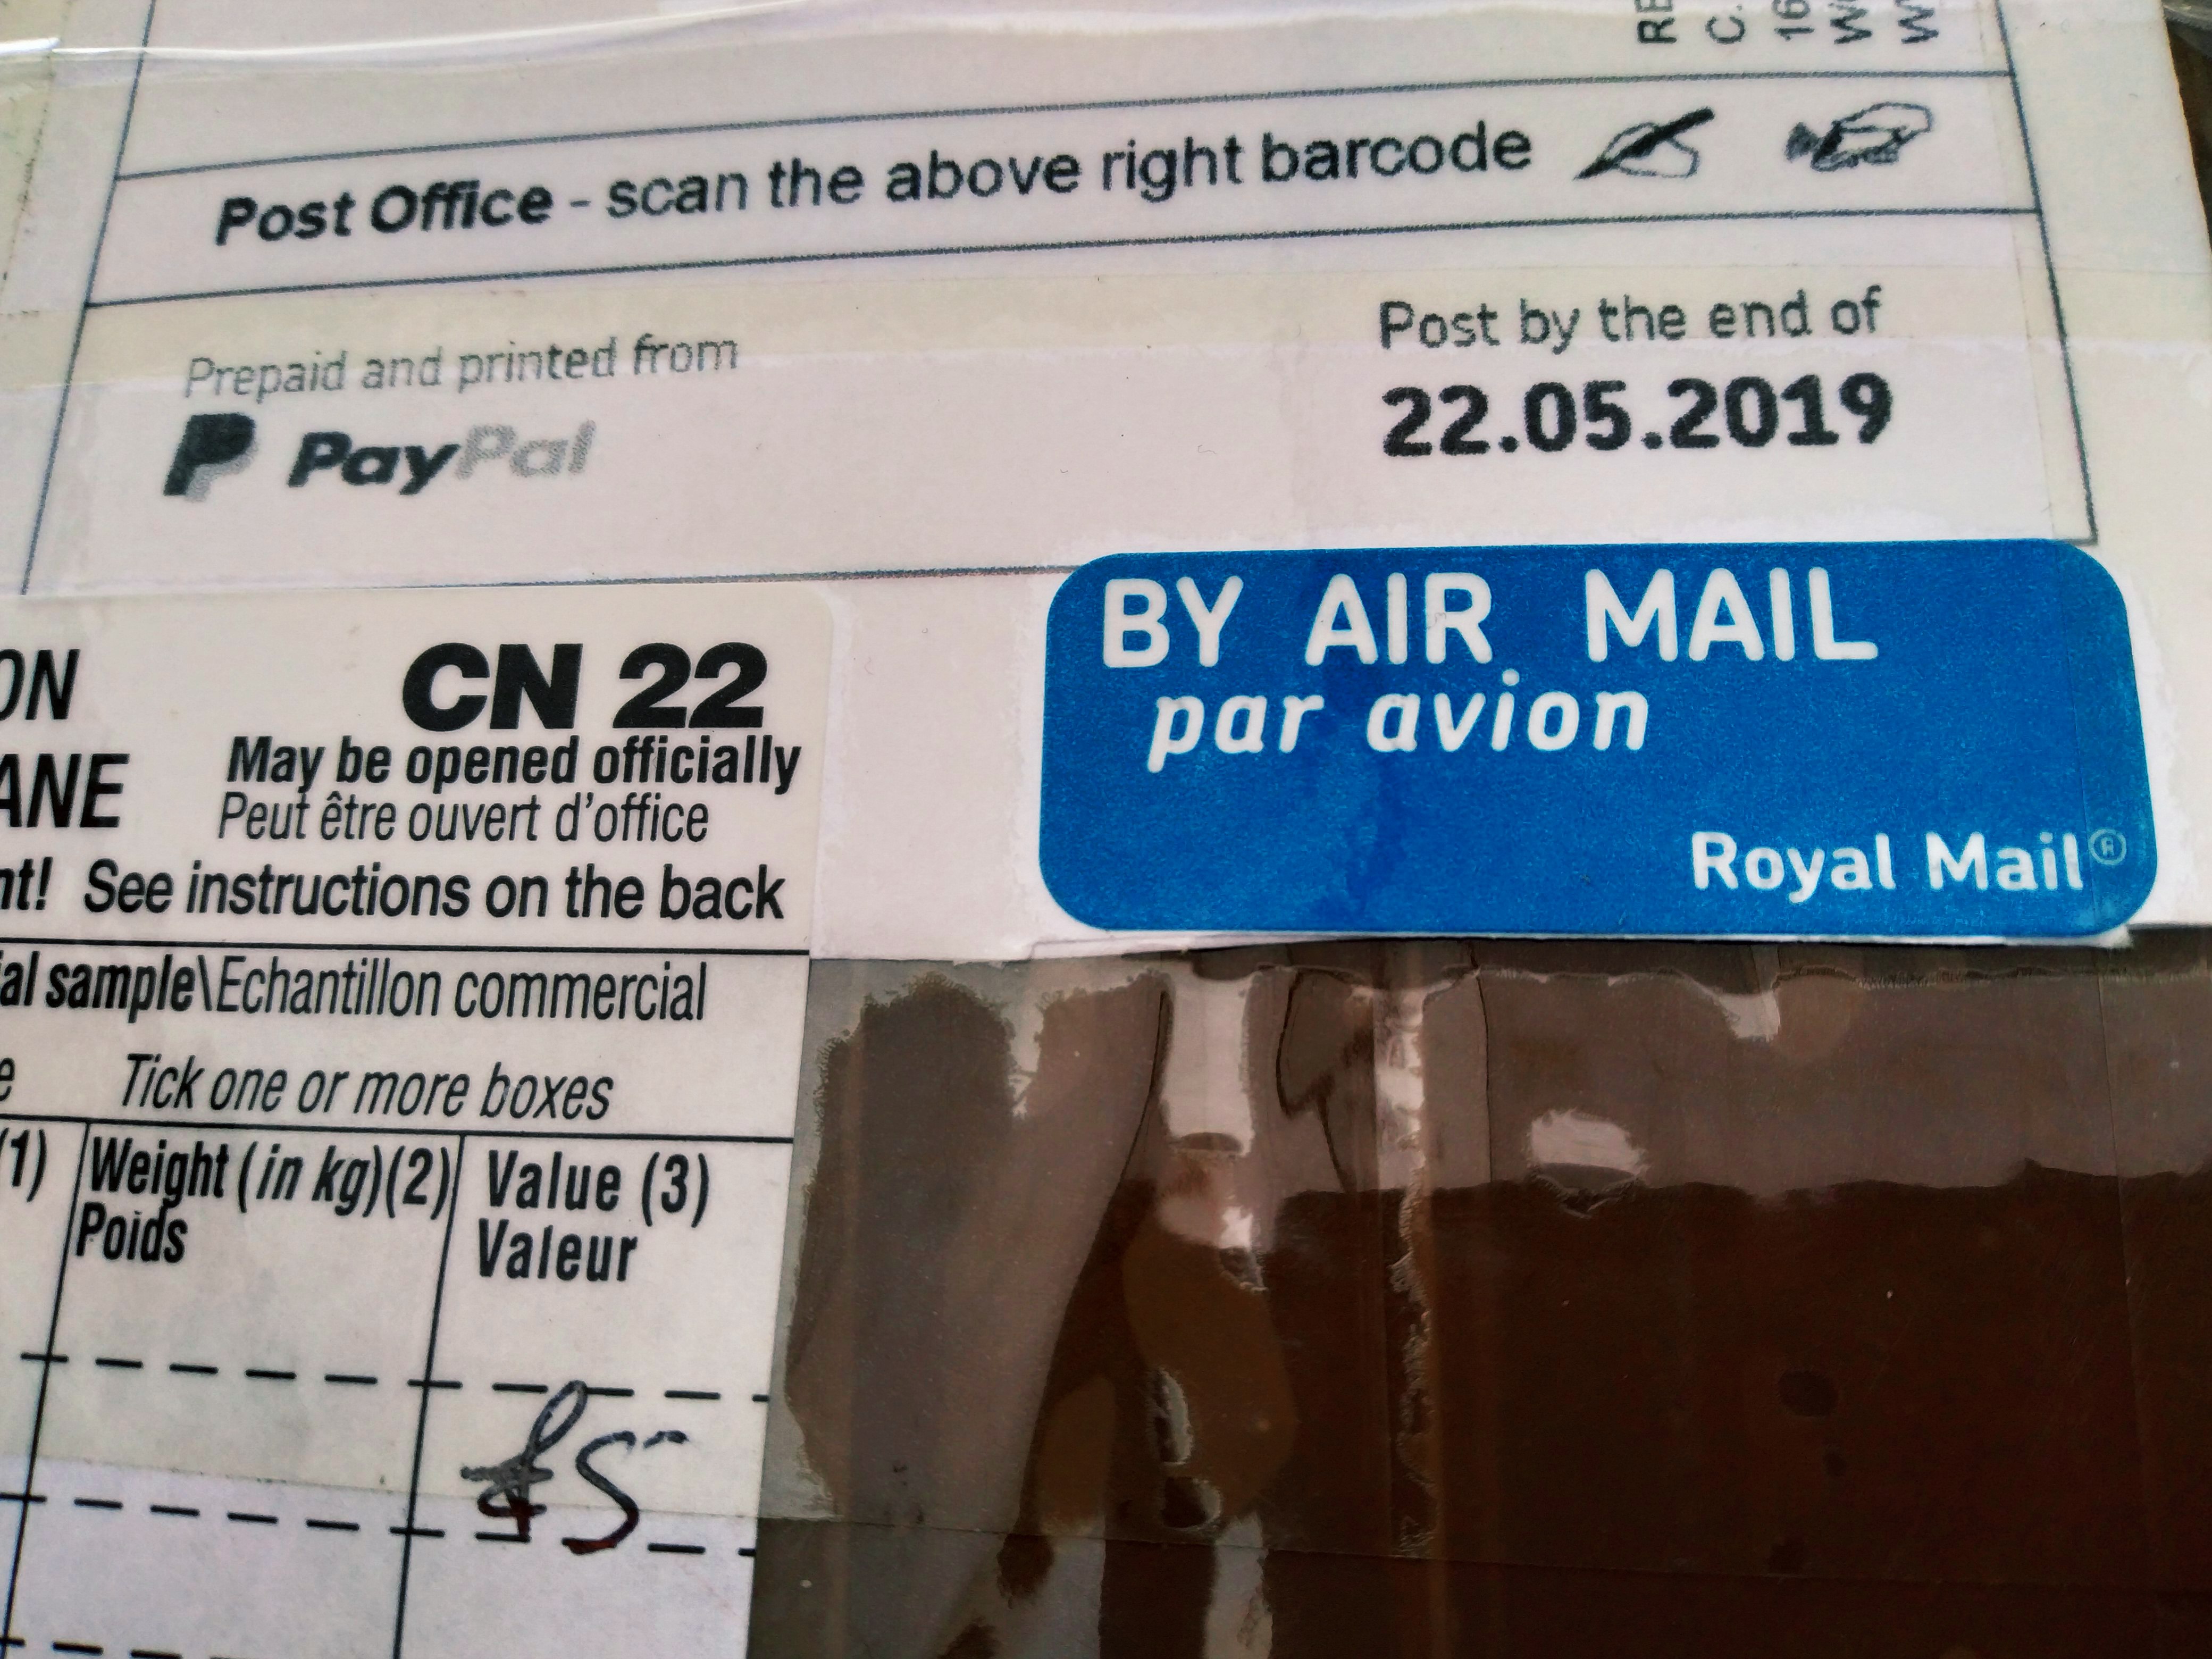 RE
C.
16
W
W
Post Office - scan the above right barcode
Prepaid and printed from
PayPal
Post by the end of
22.05.2019
BY AIR MAIL
par avion
Royal Mail®
ON
ANE
CN 22
May be opened officially
Peut être ouvert d'office
nt! See instructions on the back
ial sample\Echantillon commercial
e Tick one or more boxes
(1) Weight (in kg)(2) Value (3)
Poids Valeur
£5-